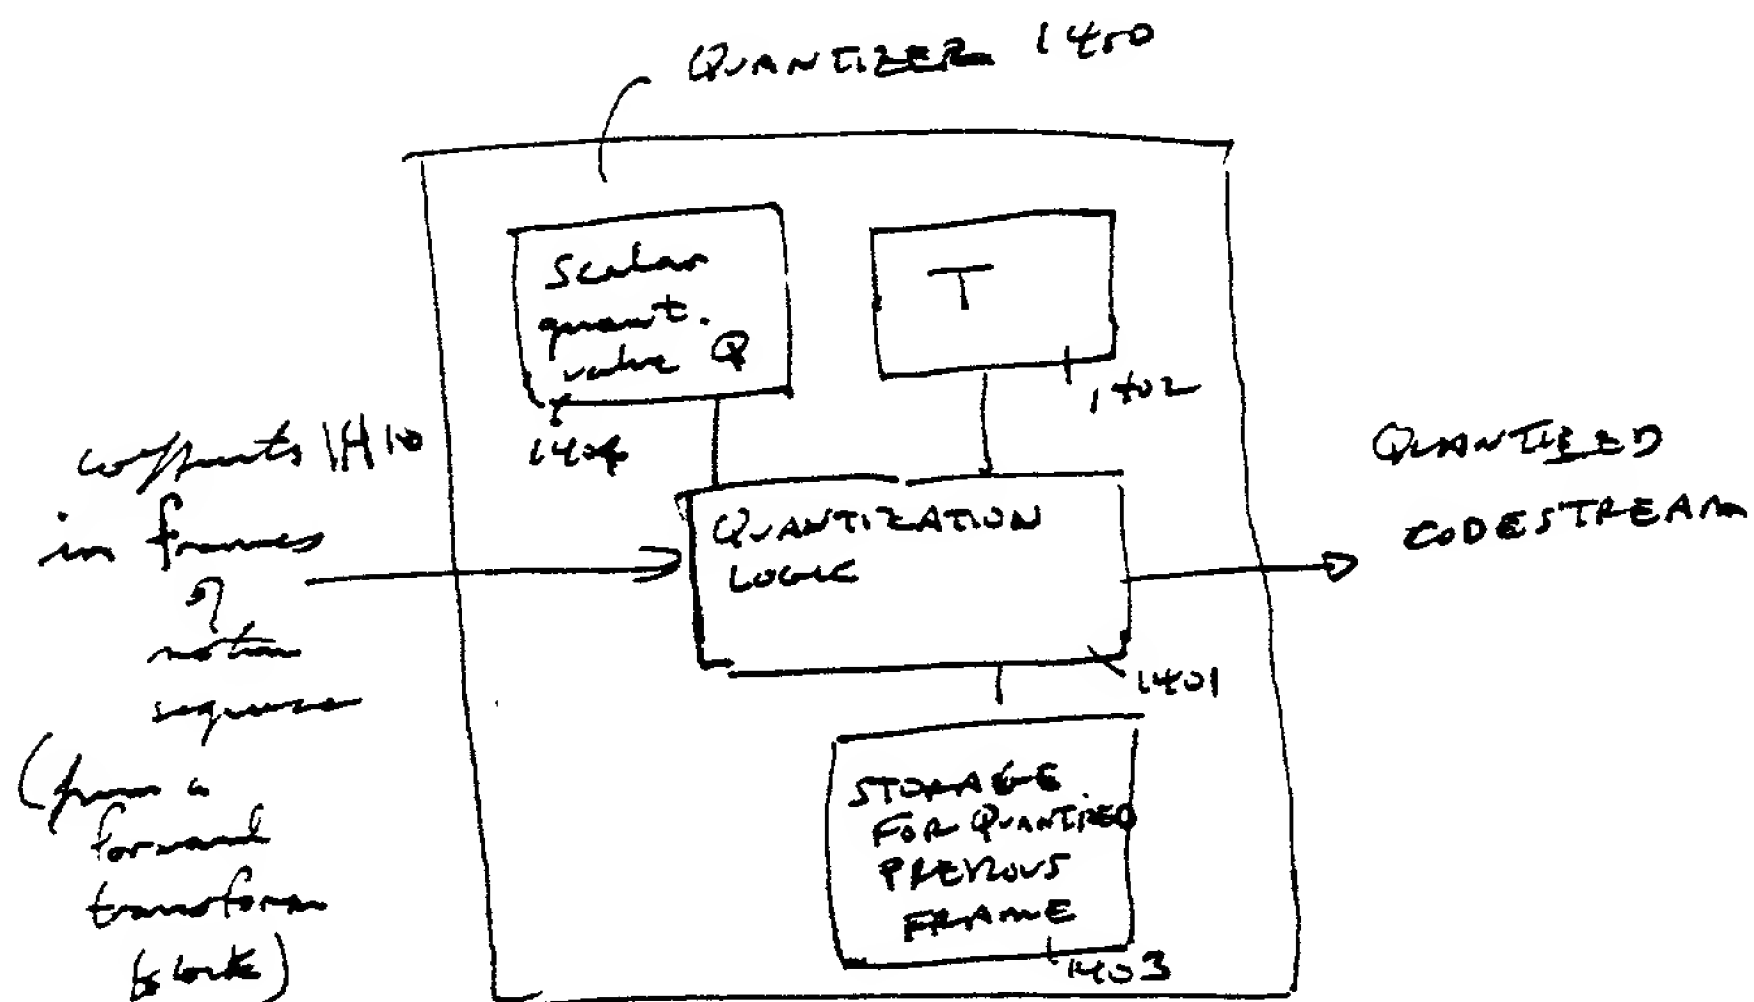 QUANTIZER 1400
Scalar
quant.
value Q
1404
T
1402
coefficients 1410
in frames
of
motion
sequence
(from a
forward
transform
block)
QUANTIZATION
LOGIC
1401
QUANTIZED
CODESTREAM
STORAGE
FOR QUANTIZED
PREVIOUS
FRAME
1403